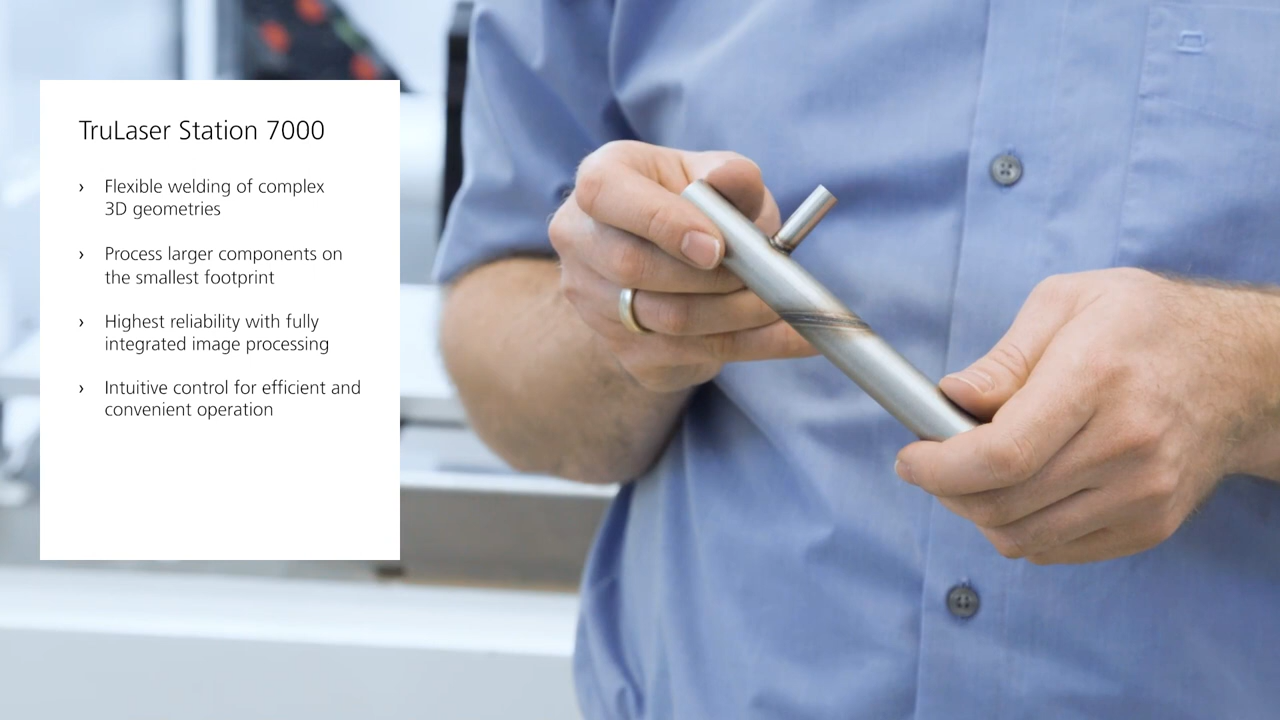 TruLaser Station 7000
› Flexible welding of complex
3D geometries
› Process larger components on
the smallest footprint
› Highest reliability with fully
integrated image processing
› Intuitive control for efficient and
convenient operation